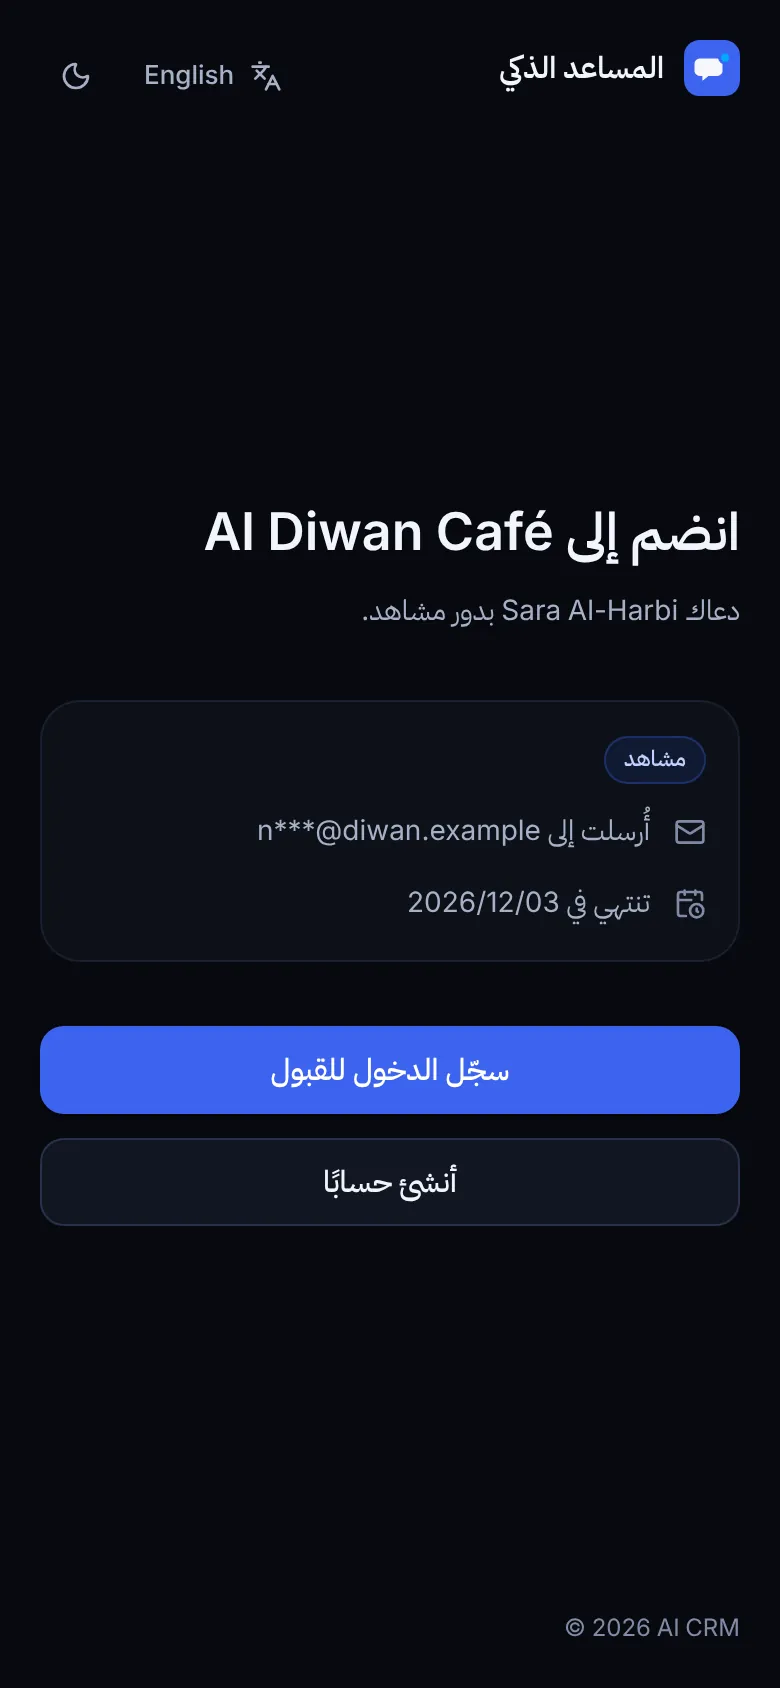 المساعد الذكي
English
انضم إلى Al Diwan Café
دعاك Sara Al-Harbi بدور مشاهد.
مشاهد
أُرسلت إلى n***@diwan.example
تنتهي في 2026/12/03
سجّل الدخول للقبول
أنشئ حسابًا
© 2026 AI CRM